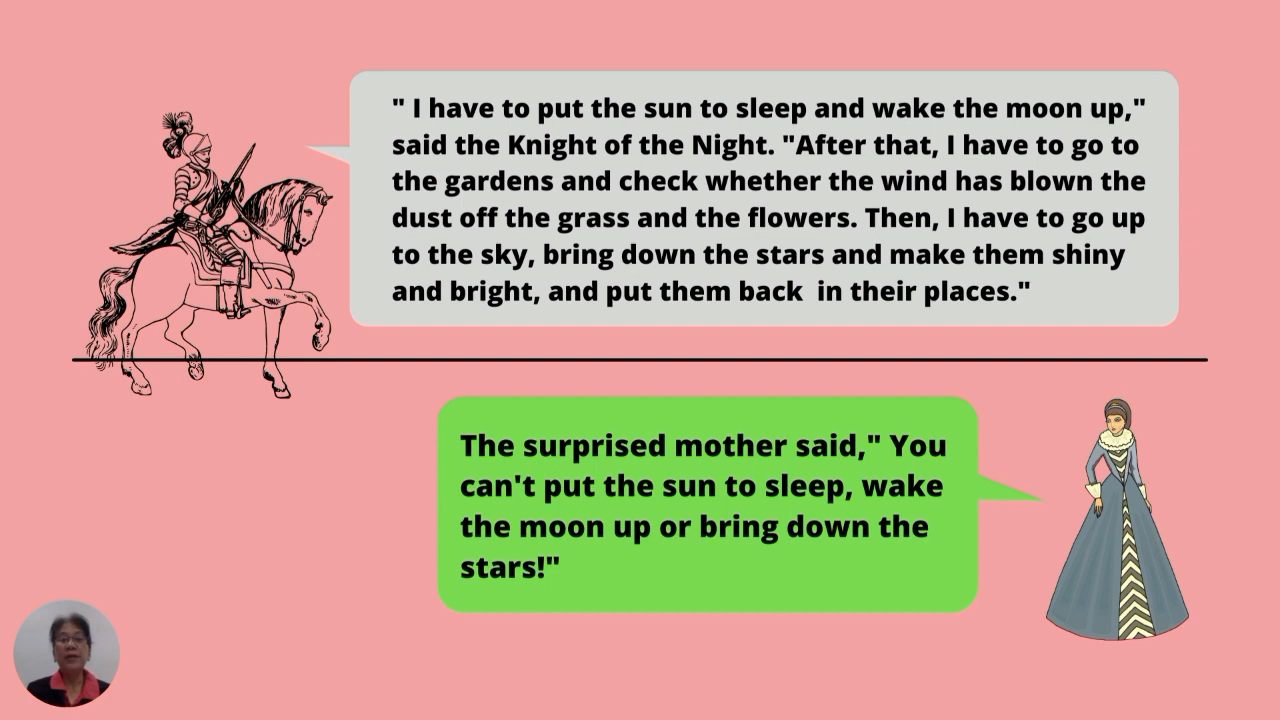 " I have to put the sun to sleep and wake the moon up,"
said the Knight of the Night. "After that, I have to go to
the gardens and check whether the wind has blown the
dust off the grass and the flowers. Then, I have to go up
to the sky, bring down the stars and make them shiny
and bright, and put them back  in their places."
The surprised mother said," You
can't put the sun to sleep, wake
the moon up or bring down the
stars!"